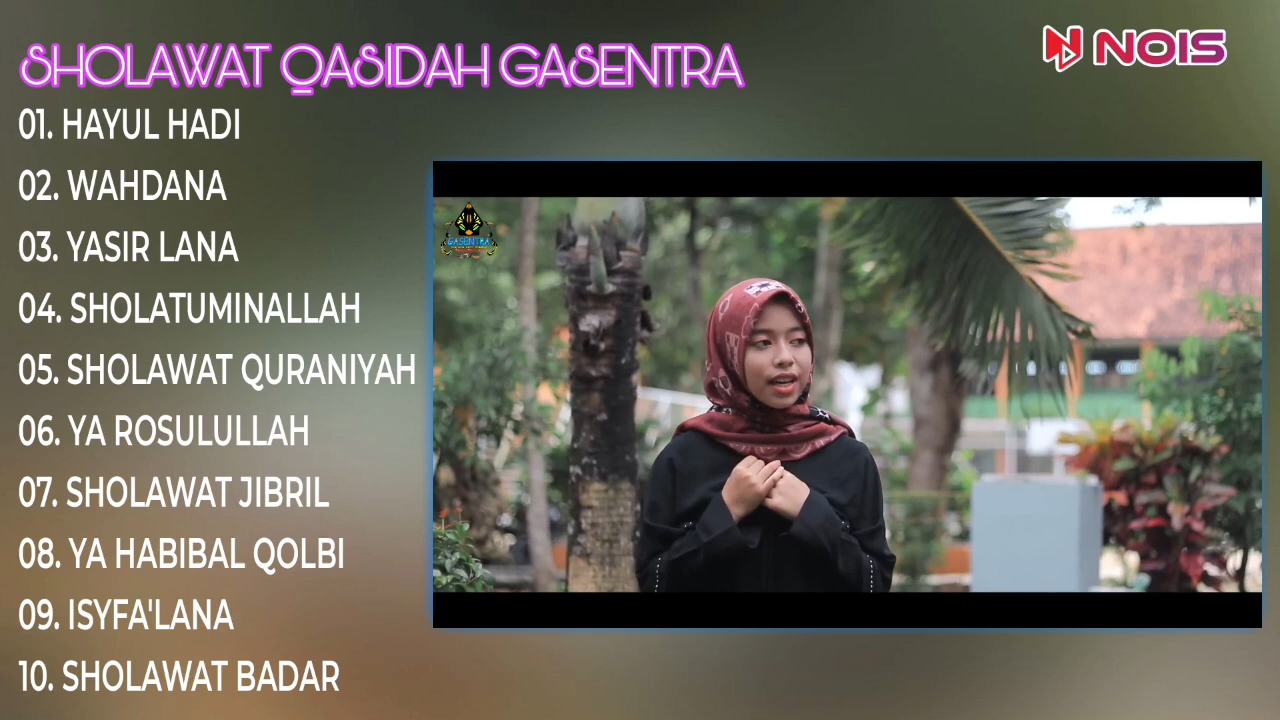 SHOLAWAT QASIDAH GASENTRA
NOIS
01. HAYUL HADI
02. WAHDANA
03. YASIR LANA
04. SHOLATUMINALLAH
05. SHOLAWAT QURANIYAH
06. YA ROSULULLAH
07. SHOLAWAT JIBRIL
08. YA HABIBAL QOLBI
09. ISYFA'LANA
10. SHOLAWAT BADAR
GASENTRA